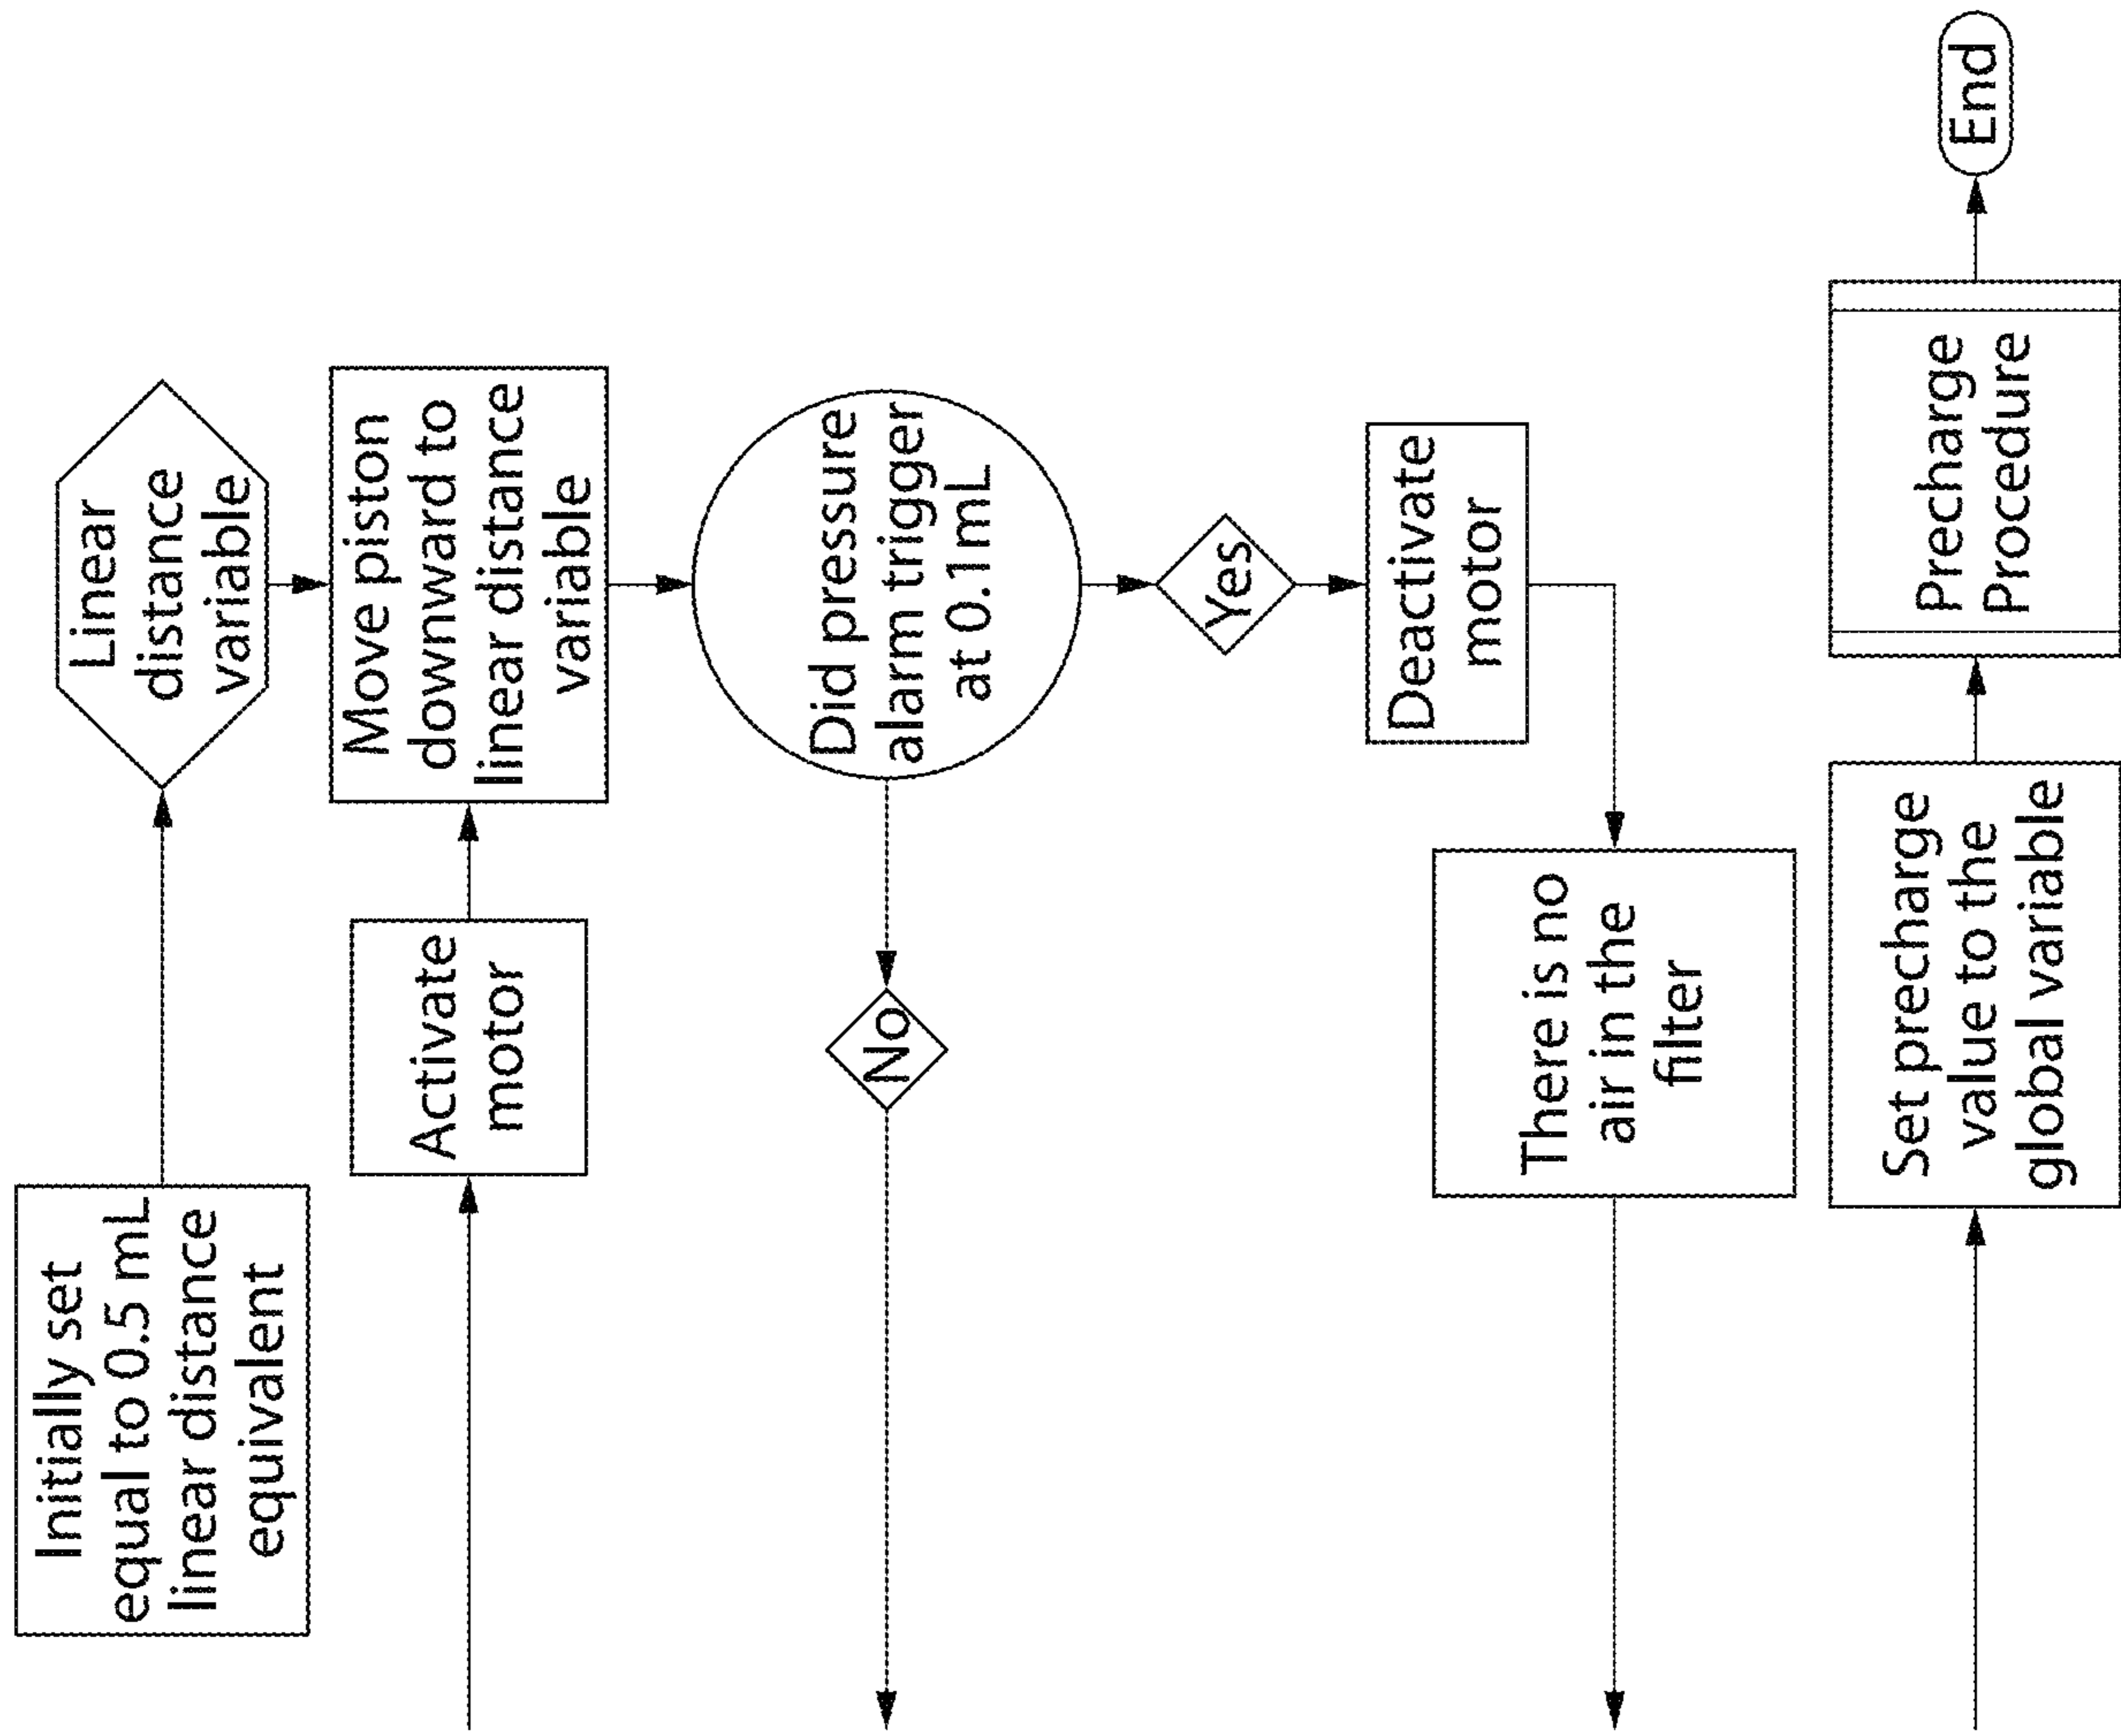 Initially set
equal to 0.5 mL
linear distance
equivalent
Linear
distance
variable
Activate
motor
Move piston
downward to
linear distance
variable
Did pressure
alarm trigger
at 0.1mL
No
Yes
Deactivate
motor
There is no
air in the
filter
Set precharge
value to the
global variable
Precharge
Procedure
End